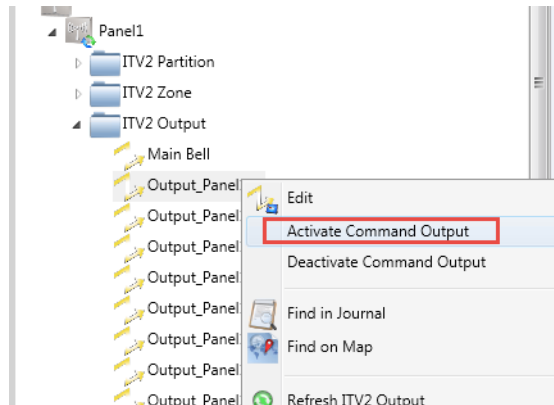 Panel1
ITV2 Partition
ITV2 Zone
ITV2 Output
Main Bell
Output_Panel
Edit
Output_Panel
Activate Command Output
Output_Panel
Deactivate Command Output
Output_Panel
Output_Panel
Find in Journal
Output_Panel
Find on Map
Output_Panel
Output_Panel
Refresh ITV2 Output